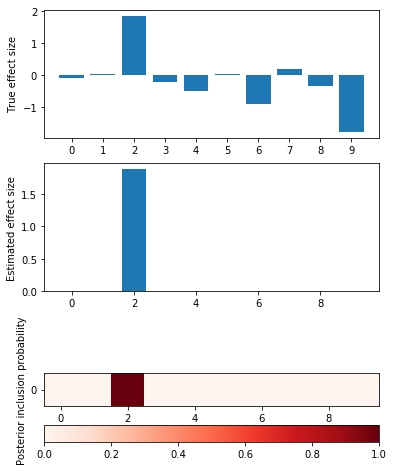 True effect size
2
1
0
−1
0 1 2 3 4 5 6 7 8 9
Estimated effect size
1.5
1.0
0.5
0.0
0 2 4 6 8
Posterior inclusion probability
0
0 2 4 6 8
0.0 0.2 0.4 0.6 0.8 1.0